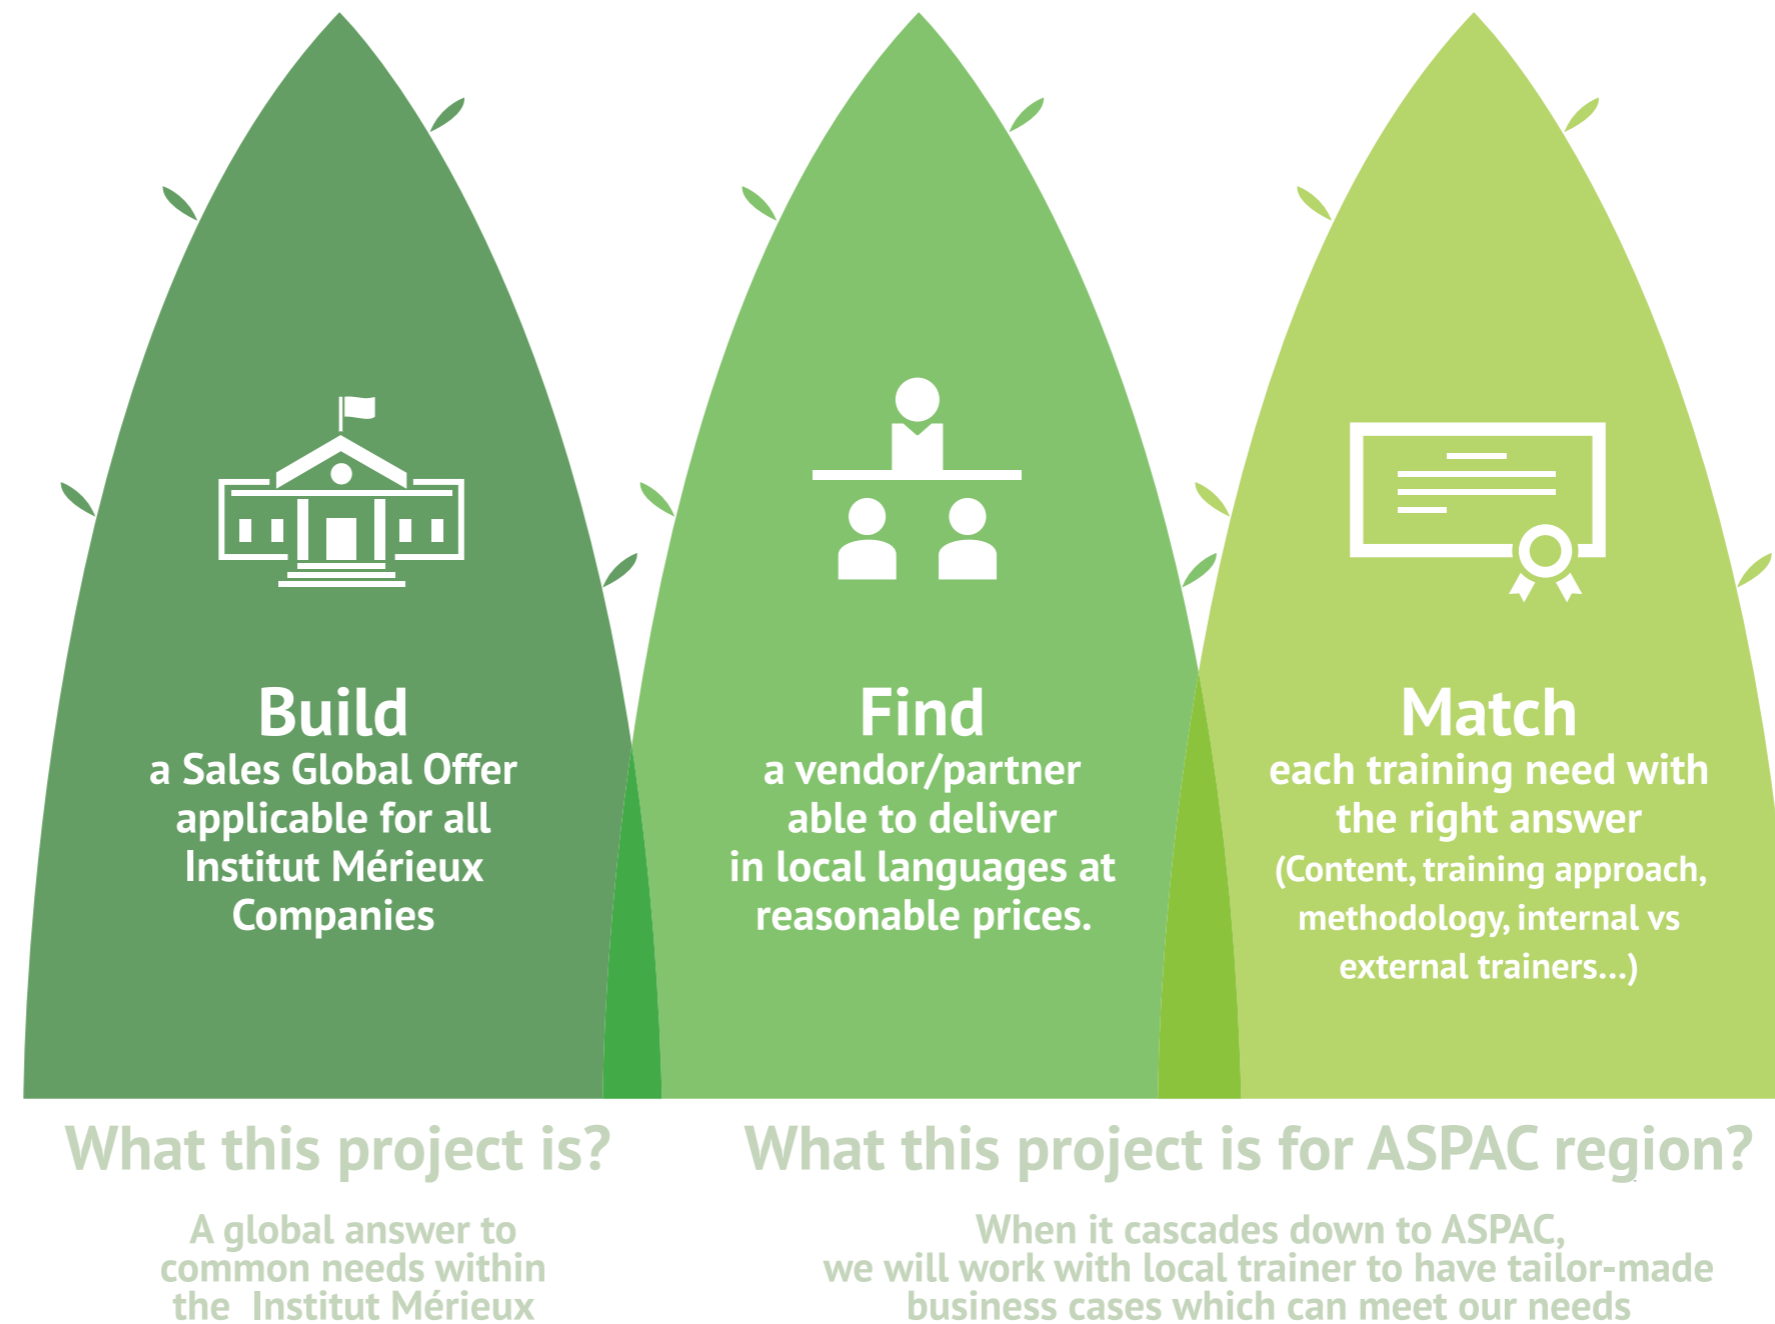 Build
a Sales Global Offer
applicable for all
Institut Mérieux
Companies
Find
a vendor/partner
able to deliver
in local languages at
reasonable prices.
Match
each training need with
the right answer
(Content, training approach,
methodology, internal vs
external trainers...)
What this project is?
A global answer to
common needs within
the Institut Mérieux
What this project is for ASPAC region?
When it cascades down to ASPAC,
we will work with local trainer to have tailor-made
business cases which can meet our needs